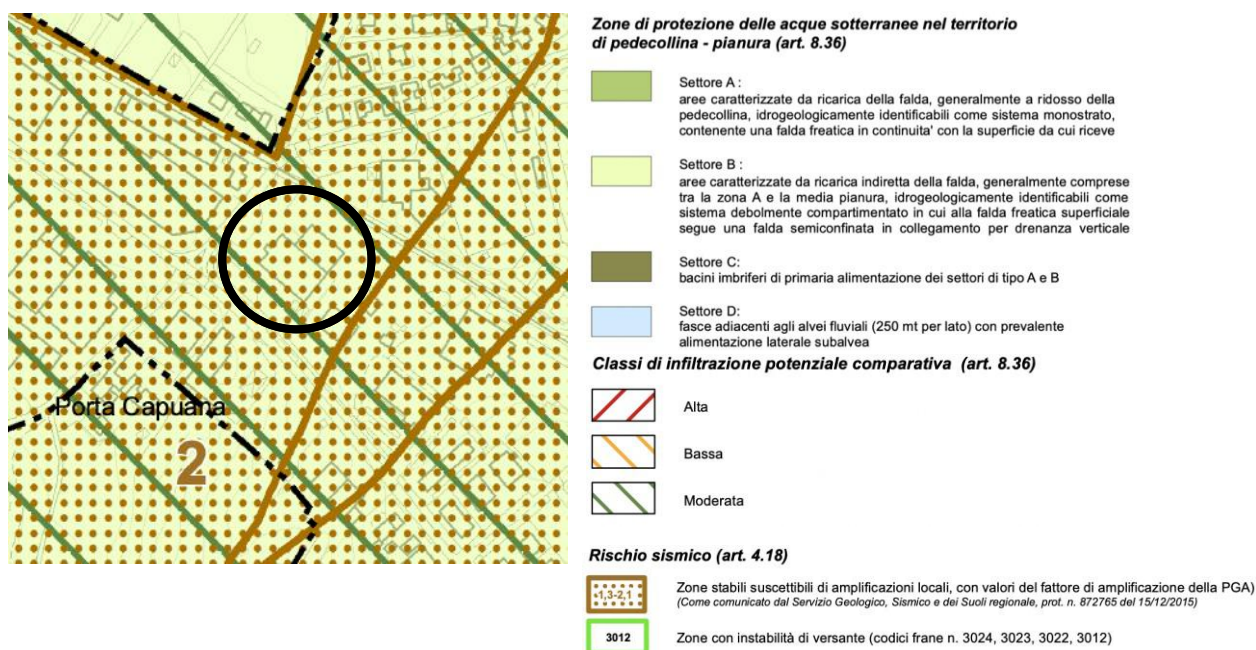 Porta Capuana
2
Zone di protezione delle acque sotterranee nel territorio
di pedecollina - pianura (art. 8.36)
Settore A :
aree caratterizzate da ricarica della falda, generalmente a ridosso della
pedecollina, idrogeologicamente identificabili come sistema monostrato,
contenente una falda freatica in continuita' con la superficie da cui riceve
Settore B :
aree caratterizzate da ricarica indiretta della falda, generalmente comprese
tra la zona A e la media pianura, idrogeologicamente identificabili come
sistema debolmente compartimentato in cui alla falda freatica superficiale
segue una falda semiconfinata in collegamento per drenanza verticale
Settore C:
bacini imbriferi di primaria alimentazione dei settori di tipo A e B
Settore D:
fasce adiacenti agli alvei fluviali (250 mt per lato) con prevalente
alimentazione laterale subalvea
Classi di infiltrazione potenziale comparativa (art. 8.36)
Alta
Bassa
Moderata
Rischio sismico (art. 4.18)
1,3-2,1
Zone stabili suscettibili di amplificazioni locali, con valori del fattore di amplificazione della PGA)
(Come comunicato dal Servizio Geologico, Sismico e dei Suoli regionale, prot. n. 872765 del 15/12/2015)
3012
Zone con instabilità di versante (codici frane n. 3024, 3023, 3022, 3012)